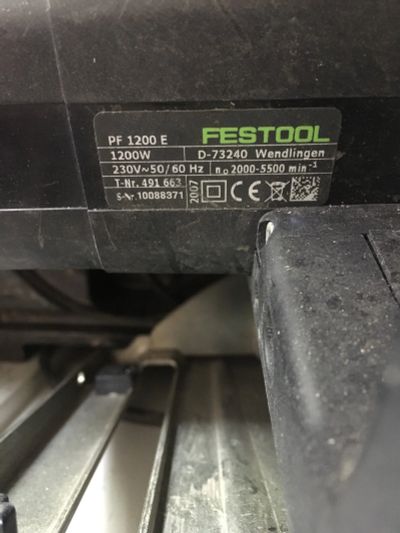 PF 1200 E FESTOOL
1200W D-73240 Wendlingen
230V~50/60 Hz n₀ 2000-5500 min⁻¹
T-Nr. 491 663
S-Nr. 10088371 2007 CE